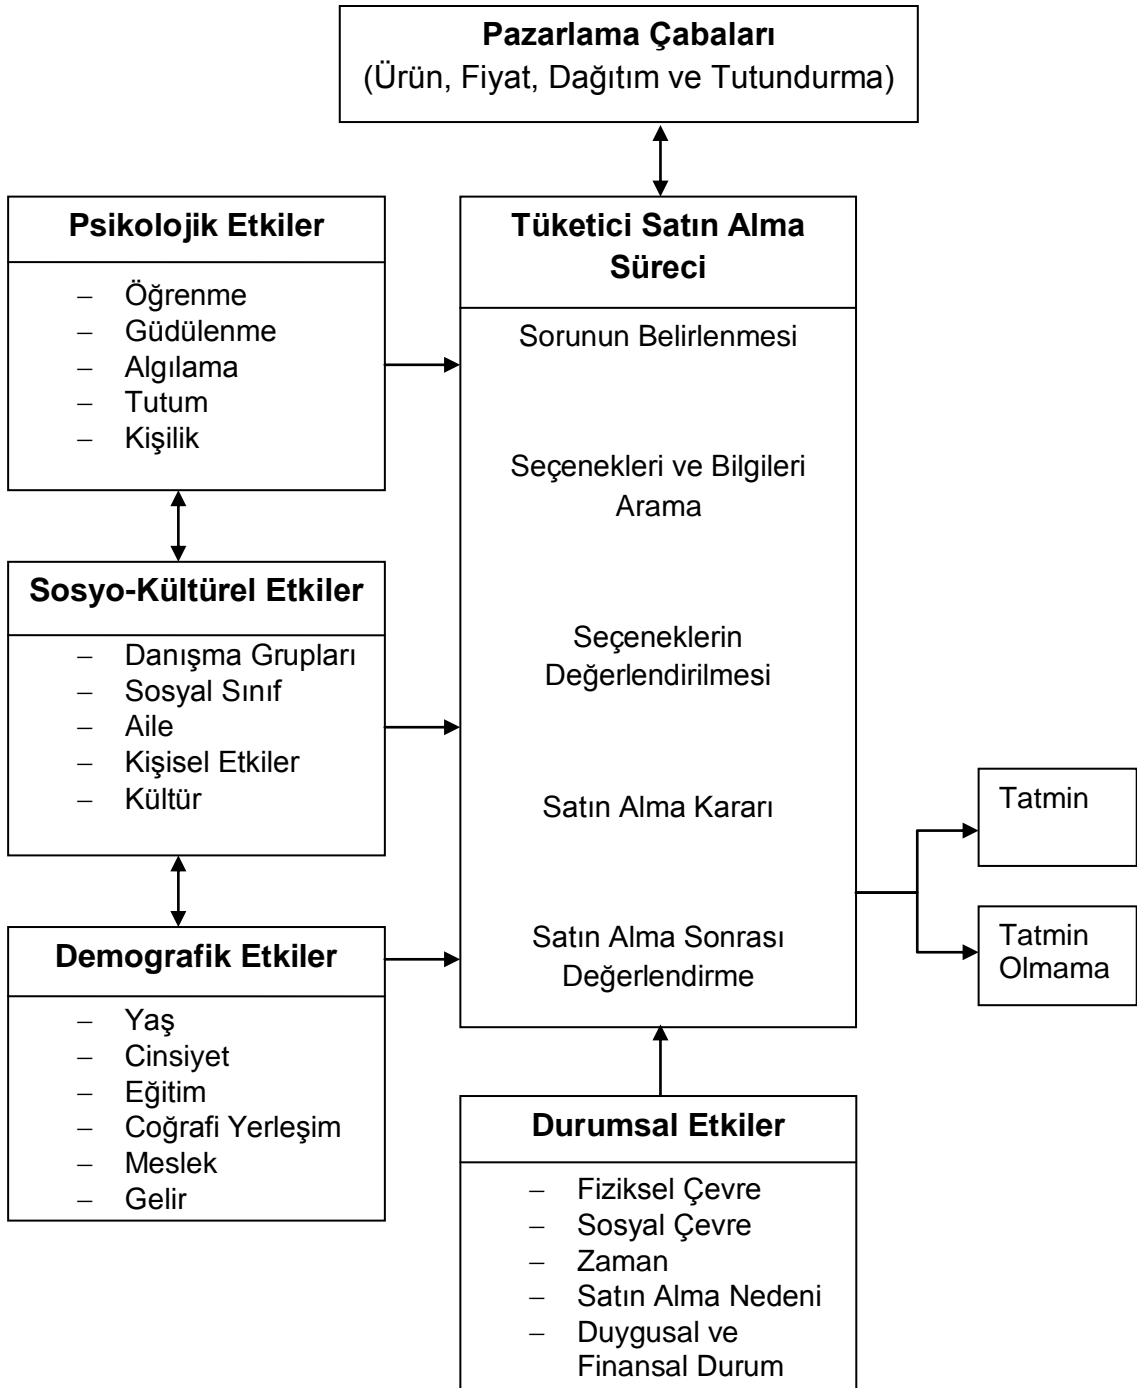 Pazarlama Çabaları
(Ürün, Fiyat, Dağıtım ve Tutundurma)
Psikolojik Etkiler
– Öğrenme
– Güdülenme
– Algılama
– Tutum
– Kişilik
Sosyo-Kültürel Etkiler
– Danışma Grupları
– Sosyal Sınıf
– Aile
– Kişisel Etkiler
– Kültür
Demografik Etkiler
– Yaş
– Cinsiyet
– Eğitim
– Coğrafi Yerleşim
– Meslek
– Gelir
Tüketici Satın Alma
Süreci
Sorunun Belirlenmesi
Seçenekleri ve Bilgileri
Arama
Seçeneklerin
Değerlendirilmesi
Satın Alma Kararı
Satın Alma Sonrası
Değerlendirme
Durumsal Etkiler
– Fiziksel Çevre
– Sosyal Çevre
– Zaman
– Satın Alma Nedeni
– Duygusal ve
Finansal Durum
Tatmin
Tatmin
Olmama